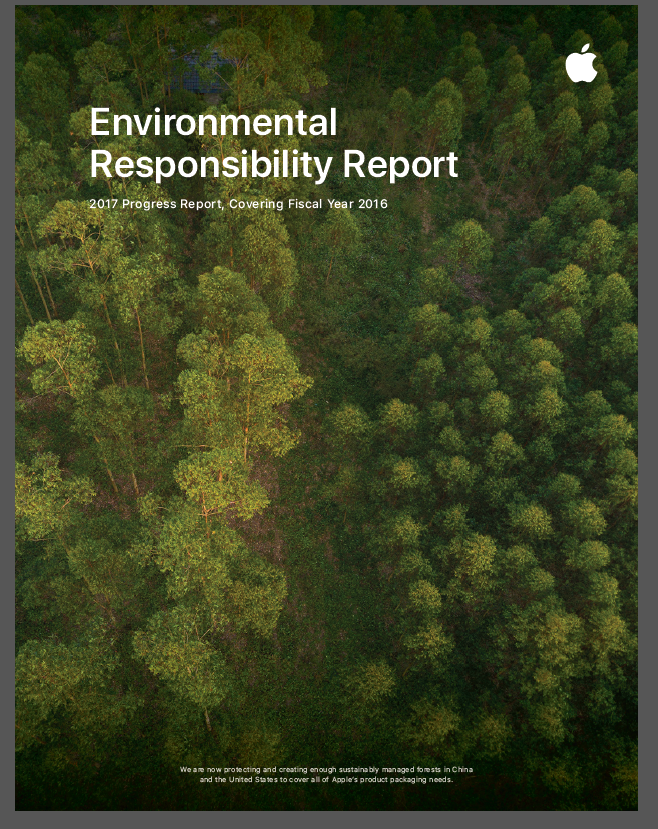 Environmental
Responsibility Report
2017 Progress Report, Covering Fiscal Year 2016
We are now protecting and creating enough sustainably managed forests in China
and the United States to cover all of Apple's product packaging needs.